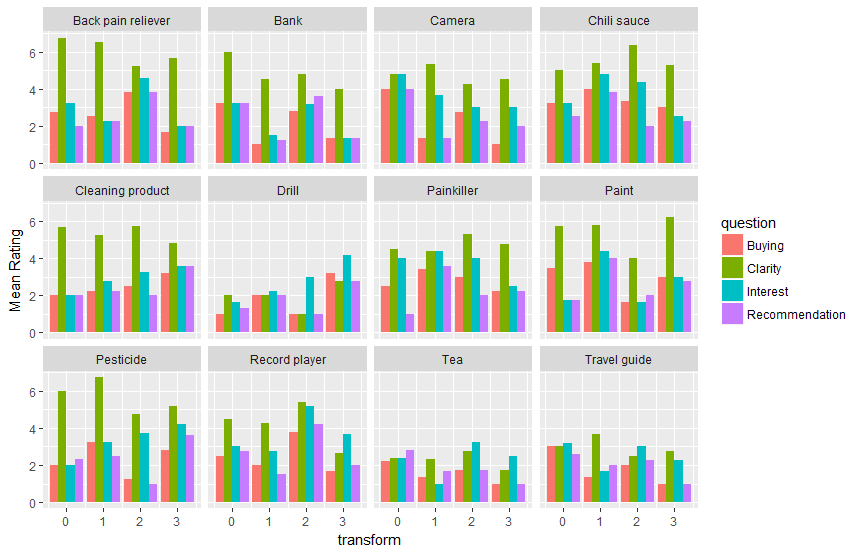 Back pain reliever
Bank
Camera
Chili sauce
6
4
2
0
Cleaning product
Drill
Painkiller
Paint
6
4
2
0
Pesticide
Record player
Tea
Travel guide
6
4
2
0
0 1 2 3
0 1 2 3
0 1 2 3
0 1 2 3
transform
Mean Rating
question
Buying
Clarity
Interest
Recommendation